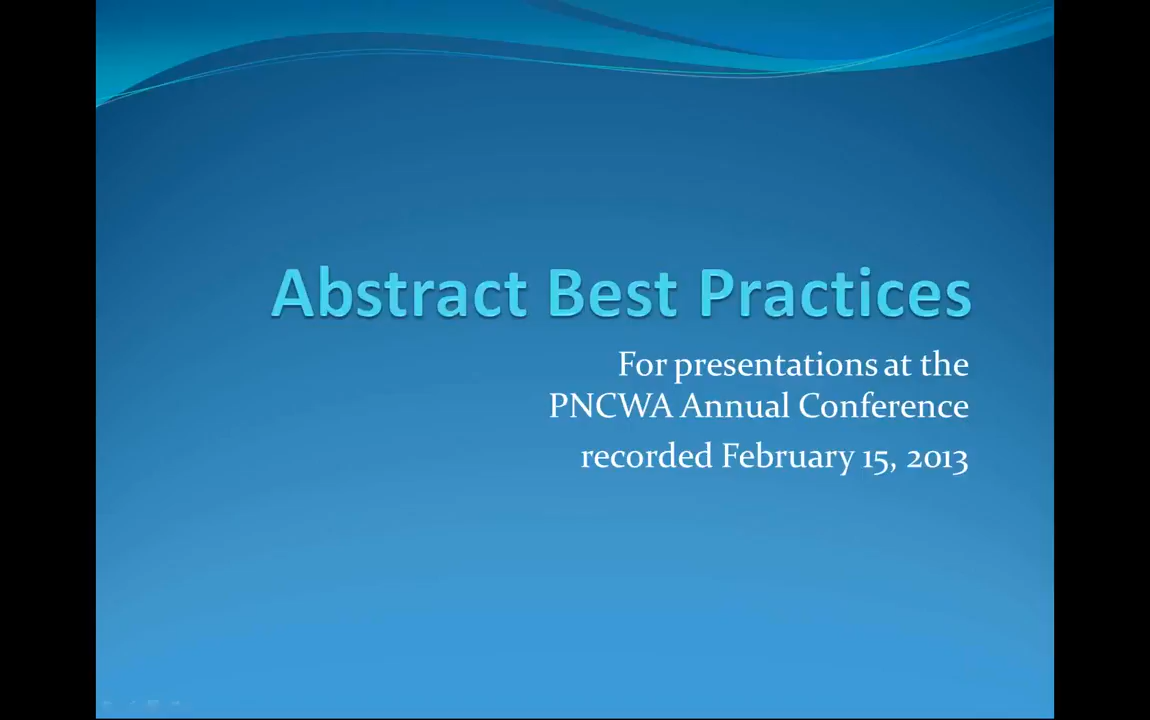 Abstract Best Practices
For presentations at the
PNCWA Annual Conference
recorded February 15, 2013